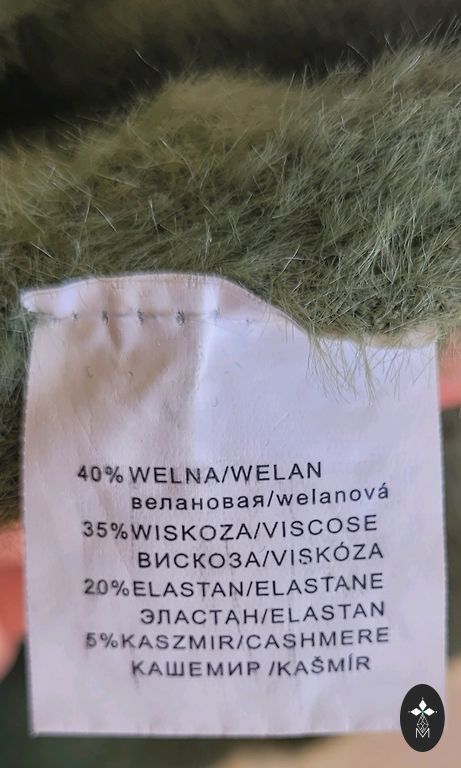 40% WELNA/WELAN
велановая/welanová
35% WISKOZA/VISCOSE
ВИСКОЗА/VISKÓZA
20% ELASTAN/ELASTANE
ЭЛАСТАН/ELASTAN
5% KASZMIR/CASHMERE
КАШЕМИР /KAŠMÍR
M